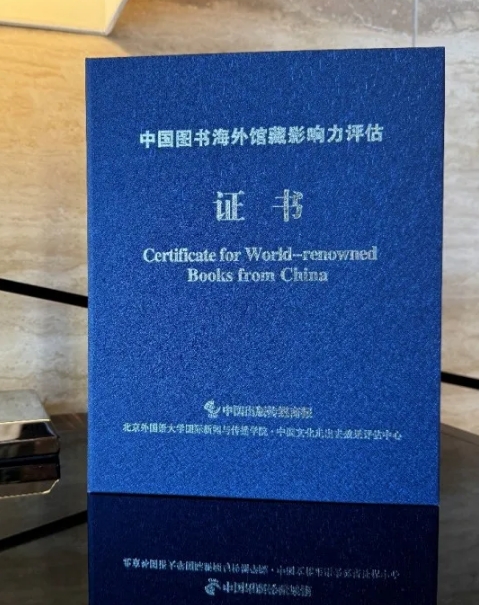 中国图书海外馆藏影响力评估
证书
Certificate for World-renowned
Books from China
中国出版传媒商报
北京外国语大学国际新闻与传播学院·中国文化走出去效果评估中心